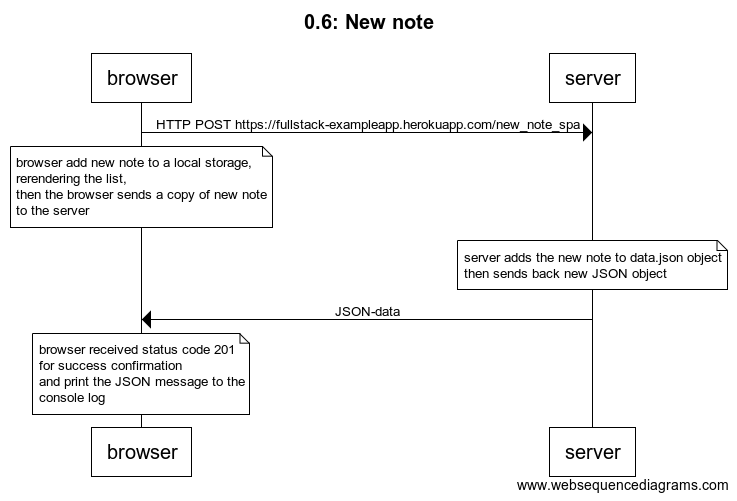 0.6: New note
browser
server
HTTP POST https://fullstack-exampleapp.herokuapp.com/new_note_spa
browser add new note to a local storage,
rerendering the list,
then the browser sends a copy of new note
to the server
server adds the new note to data.json object
then sends back new JSON object
JSON-data
browser received status code 201
for success confirmation
and print the JSON message to the
console log
browser
server
www.websequencediagrams.com